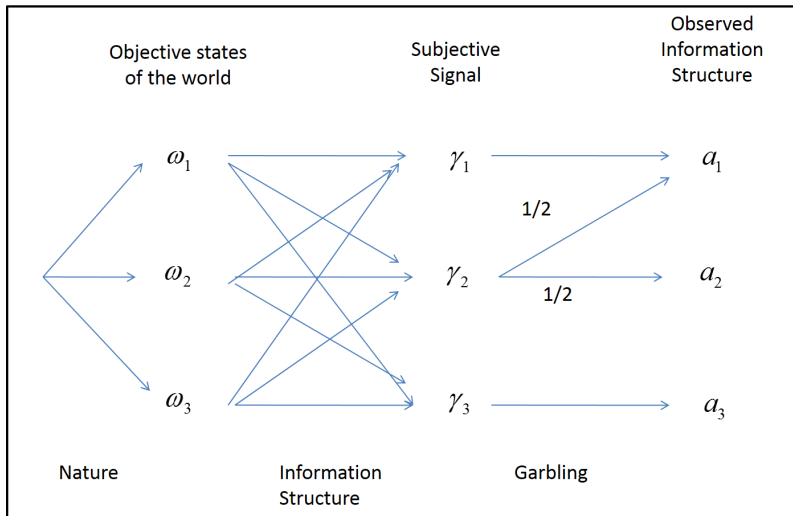 Objective states
of the world
Subjective
Signal
Observed
Information
Structure
ω₁
γ₁
a₁
1/2
ω₂
γ₂
a₂
1/2
ω₃
γ₃
a₃
Nature
Information
Structure
Garbling